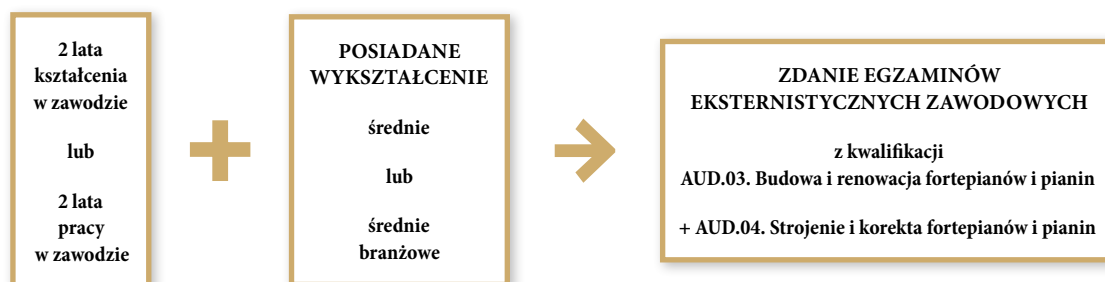 2 lata
kształcenia
w zawodzie
lub
2 lata
pracy
w zawodzie
POSIADANE
WYKSZTAŁCENIE
średnie
lub
średnie
branżowe
ZDANIE EGZAMINÓW
EKSTERNISTYCZNYCH ZAWODOWYCH
z kwalifikacji
AUD.03. Budowa i renowacja fortepianów i pianin
+ AUD.04. Strojenie i korekta fortepianów i pianin